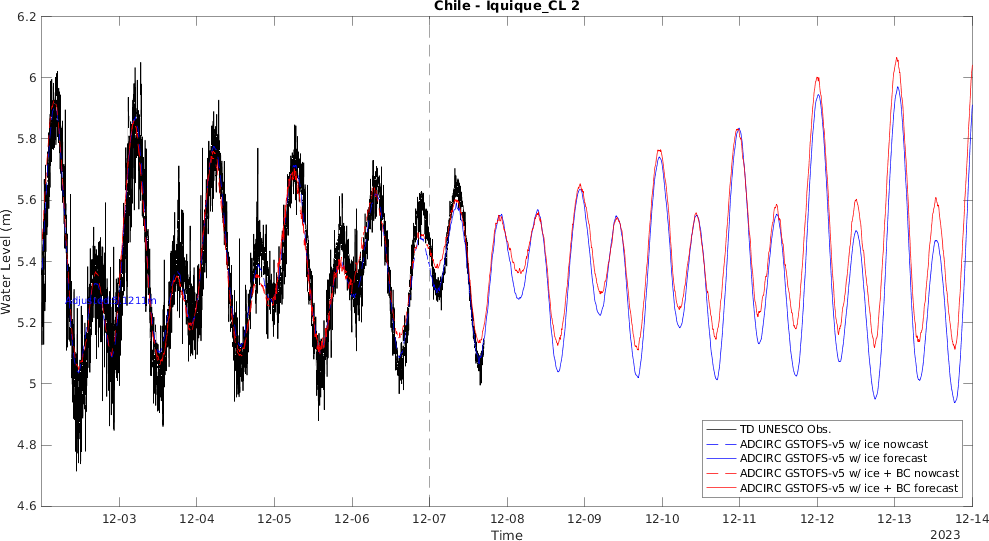 Chile - Iquique_CL 2
6.2
6
5.8
5.6
5.4
5.2
5
4.8
4.6
Water Level (m)
12-03
12-04
12-05
12-06
12-07
12-08
12-09
12-10
12-11
12-12
12-13
12-14
Time
2023
TD UNESCO Obs.
ADCIRC GSTOFS-v5 w/ ice nowcast
ADCIRC GSTOFS-v5 w/ ice forecast
ADCIRC GSTOFS-v5 w/ ice + BC nowcast
ADCIRC GSTOFS-v5 w/ ice + BC forecast